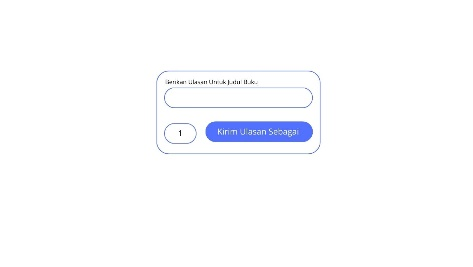 Berikan Ulasan Untuk Judul Buku
1
Kirim Ulasan Sebagai